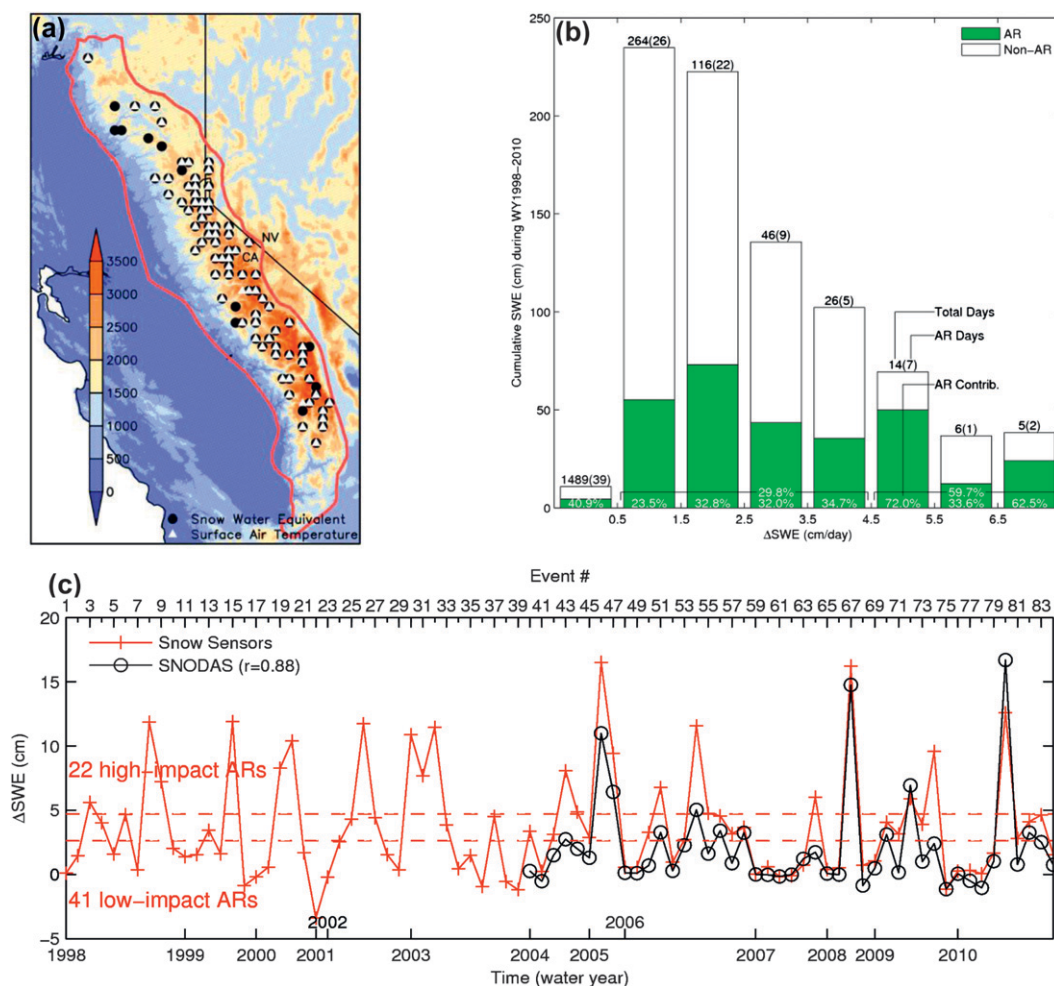 (a)
NV
CA
3500
3000
2500
2000
1500
1000
500
0
Snow Water Equivalent
Surface Air Temperature
(b)
AR
Non-AR
Cumulative SWE (cm) during WY1998-2010
250
200
150
100
50
0
264(26)
116(22)
46(9)
26(5)
14(7)
6(1)
5(2)
1489(39)
Total Days
AR Days
AR Contrib.
29.8%
59.7%
40.9%
23.5%
32.8%
32.0%
34.7%
72.0%
33.6%
62.5%
0.5 1.5 2.5 3.5 4.5 5.5 6.5
ΔSWE (cm/day)
(c)
Event #
1 3 5 7 9 11 13 15 17 19 21 23 25 27 29 31 33 35 37 39 41 43 45 47 49 51 53 55 57 59 61 63 65 67 69 71 73 75 77 79 81 83
Snow Sensors
SNODAS (r=0.88)
22 high-impact ARs
41 low-impact ARs
ΔSWE (cm)
20
15
10
5
0
-5
2002
2006
1998 1999 2000 2001 2003 2004 2005 2007 2008 2009 2010
Time (water year)